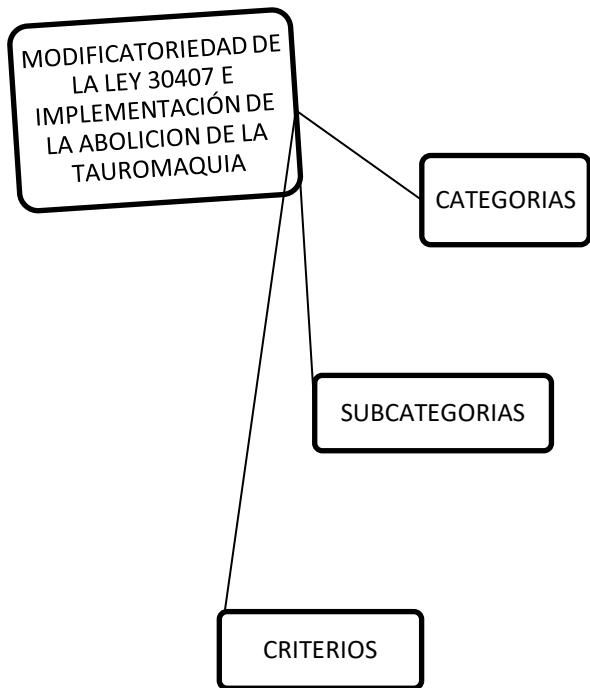 MODIFICATORIEDAD DE
LA LEY 30407 E
IMPLEMENTACIÓN DE
LA ABOLICION DE LA
TAUROMAQUIA
CATEGORIAS
SUBCATEGORIAS
CRITERIOS